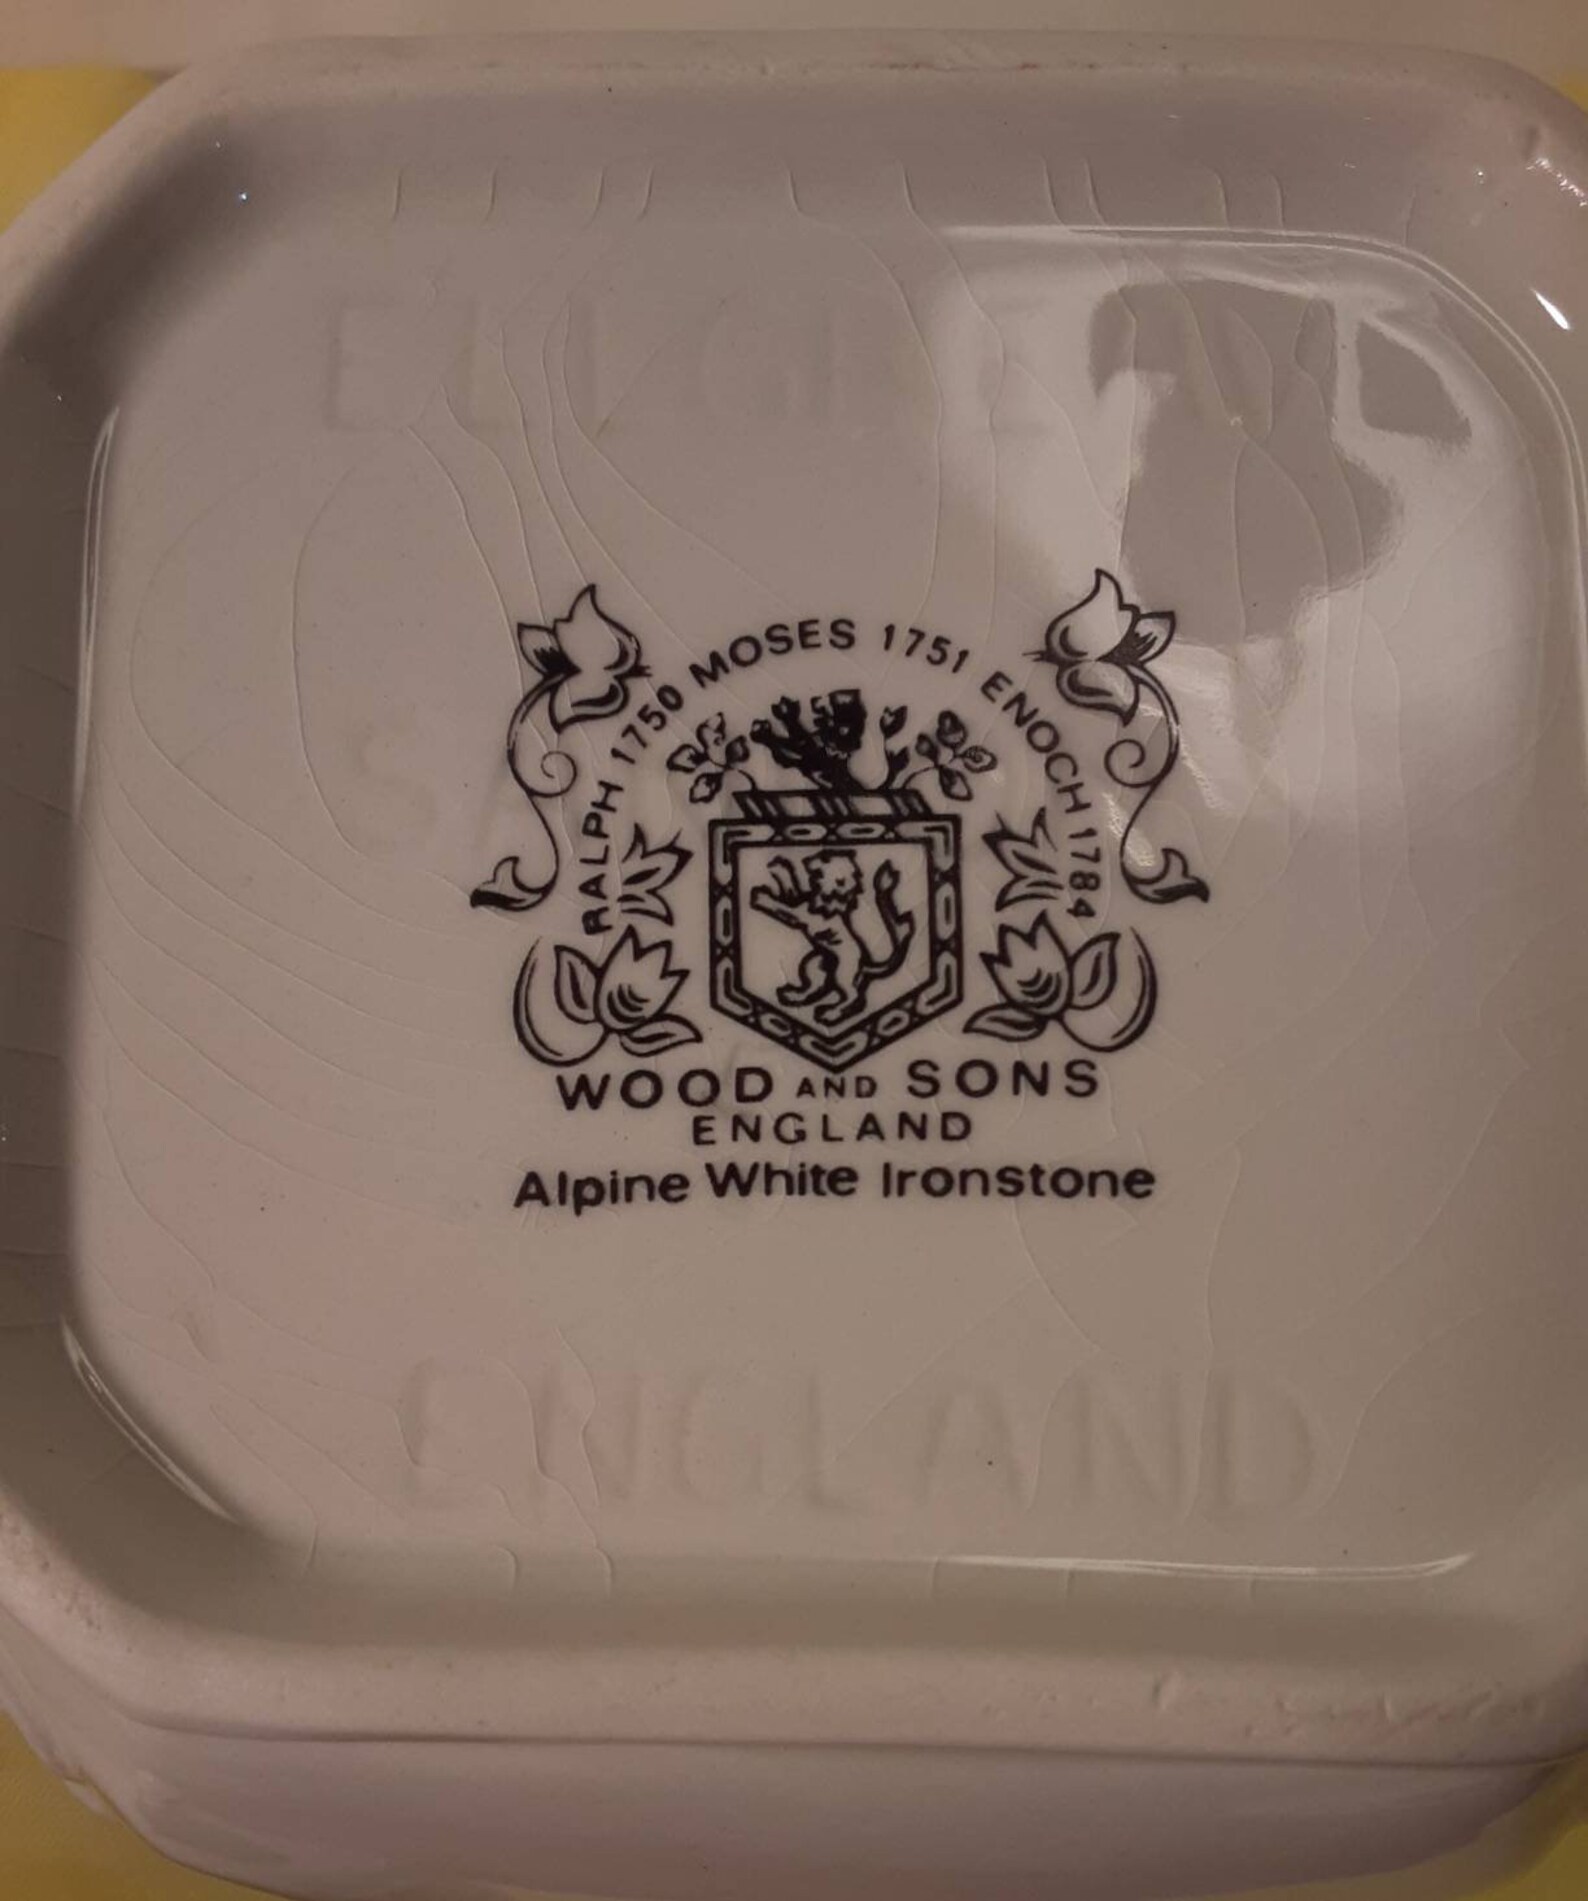 RALPH 1750 MOSES 1751 ENOCH 1784
WOOD AND SONS
ENGLAND
Alpine White Ironstone
ENGLAND